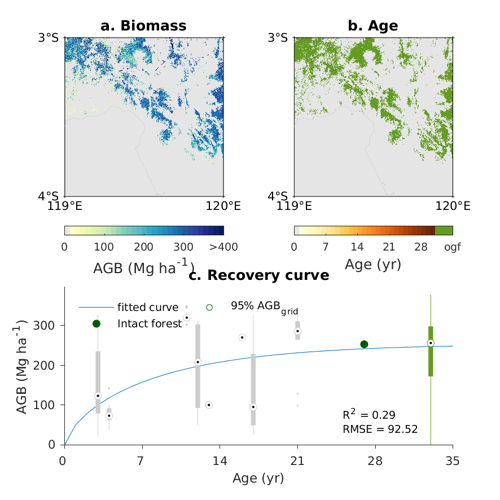 a. Biomass
b. Age
3°S
3°S
4°S
4°S
119°E
120°E
119°E
120°E
0 100 200 300 >400
0 7 14 21 28 ogf
AGB (Mg ha-1)
Age (yr)
c. Recovery curve
fitted curve
95% AGBgrid
Intact forest
300
200
100
0
AGB (Mg ha-1)
R2 = 0.29
RMSE = 92.52
0 7 14 21 28 35
Age (yr)